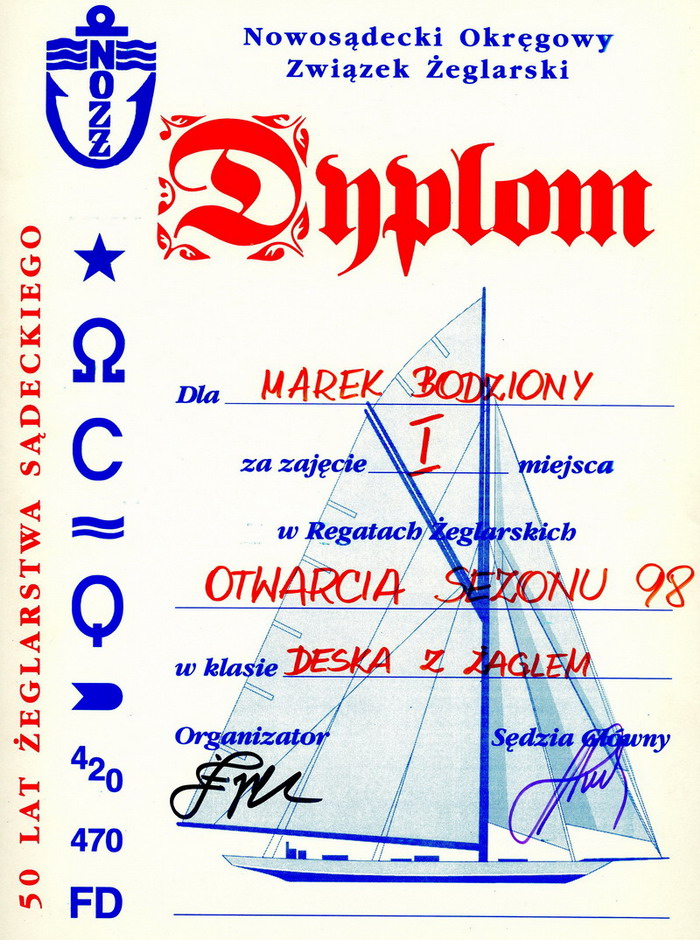 NOZZ
Nowosądecki Okręgowy
Związek Żeglarski
Dyplom
50 LAT ŻEGLARSTWA SĄDECKIEGO
Dla MAREK BODZIONY
za zajęcie I miejsca
w Regatach Żeglarskich
OTWARCIA SEZONU 98
w klasie DESKA Z ŻAGLEM
Organizator Sędzia Główny
Ω
C
Q
420
470
FD